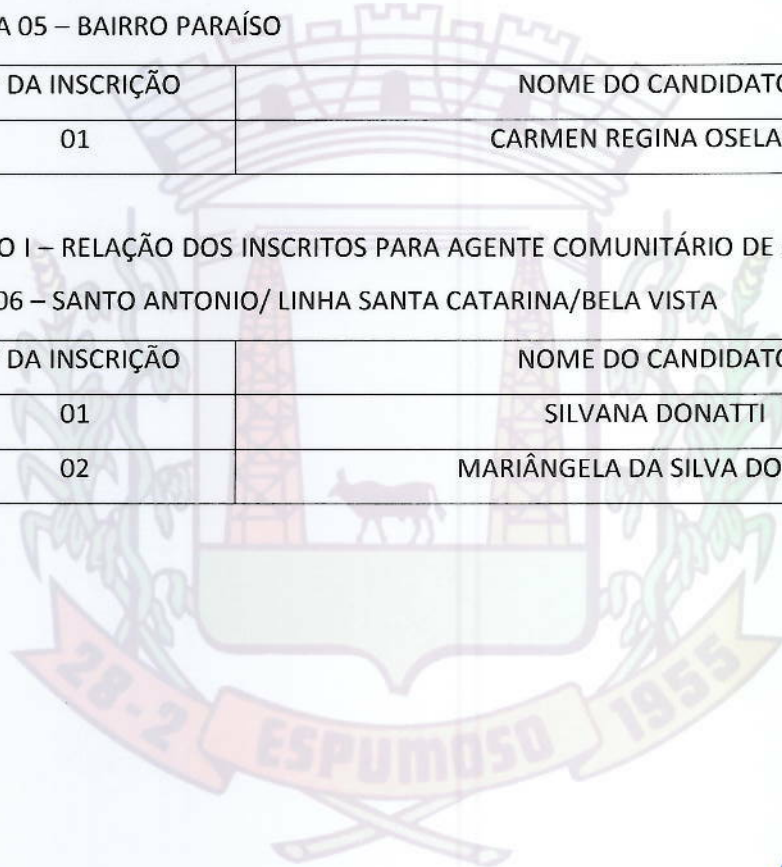 A 05 – BAIRRO PARAÍSO
DA INSCRIÇÃO NOME DO CANDIDATO
01 CARMEN REGINA OSELA
O I – RELAÇÃO DOS INSCRITOS PARA AGENTE COMUNITÁRIO DE
06 – SANTO ANTONIO/ LINHA SANTA CATARINA/BELA VISTA
DA INSCRIÇÃO NOME DO CANDIDATO
01 SILVANA DONATTI
02 MARIÂNGELA DA SILVA DO
28-2 ESPUMOSO 1955